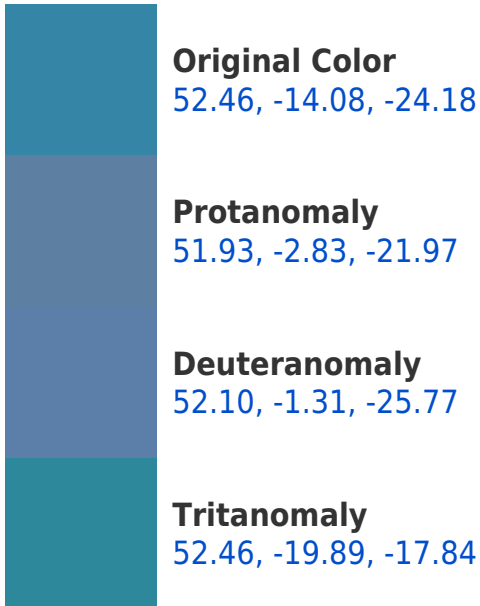 Original Color
52.46, -14.08, -24.18
Protanomaly
51.93, -2.83, -21.97
Deuteranomaly
52.10, -1.31, -25.77
Tritanomaly
52.46, -19.89, -17.84